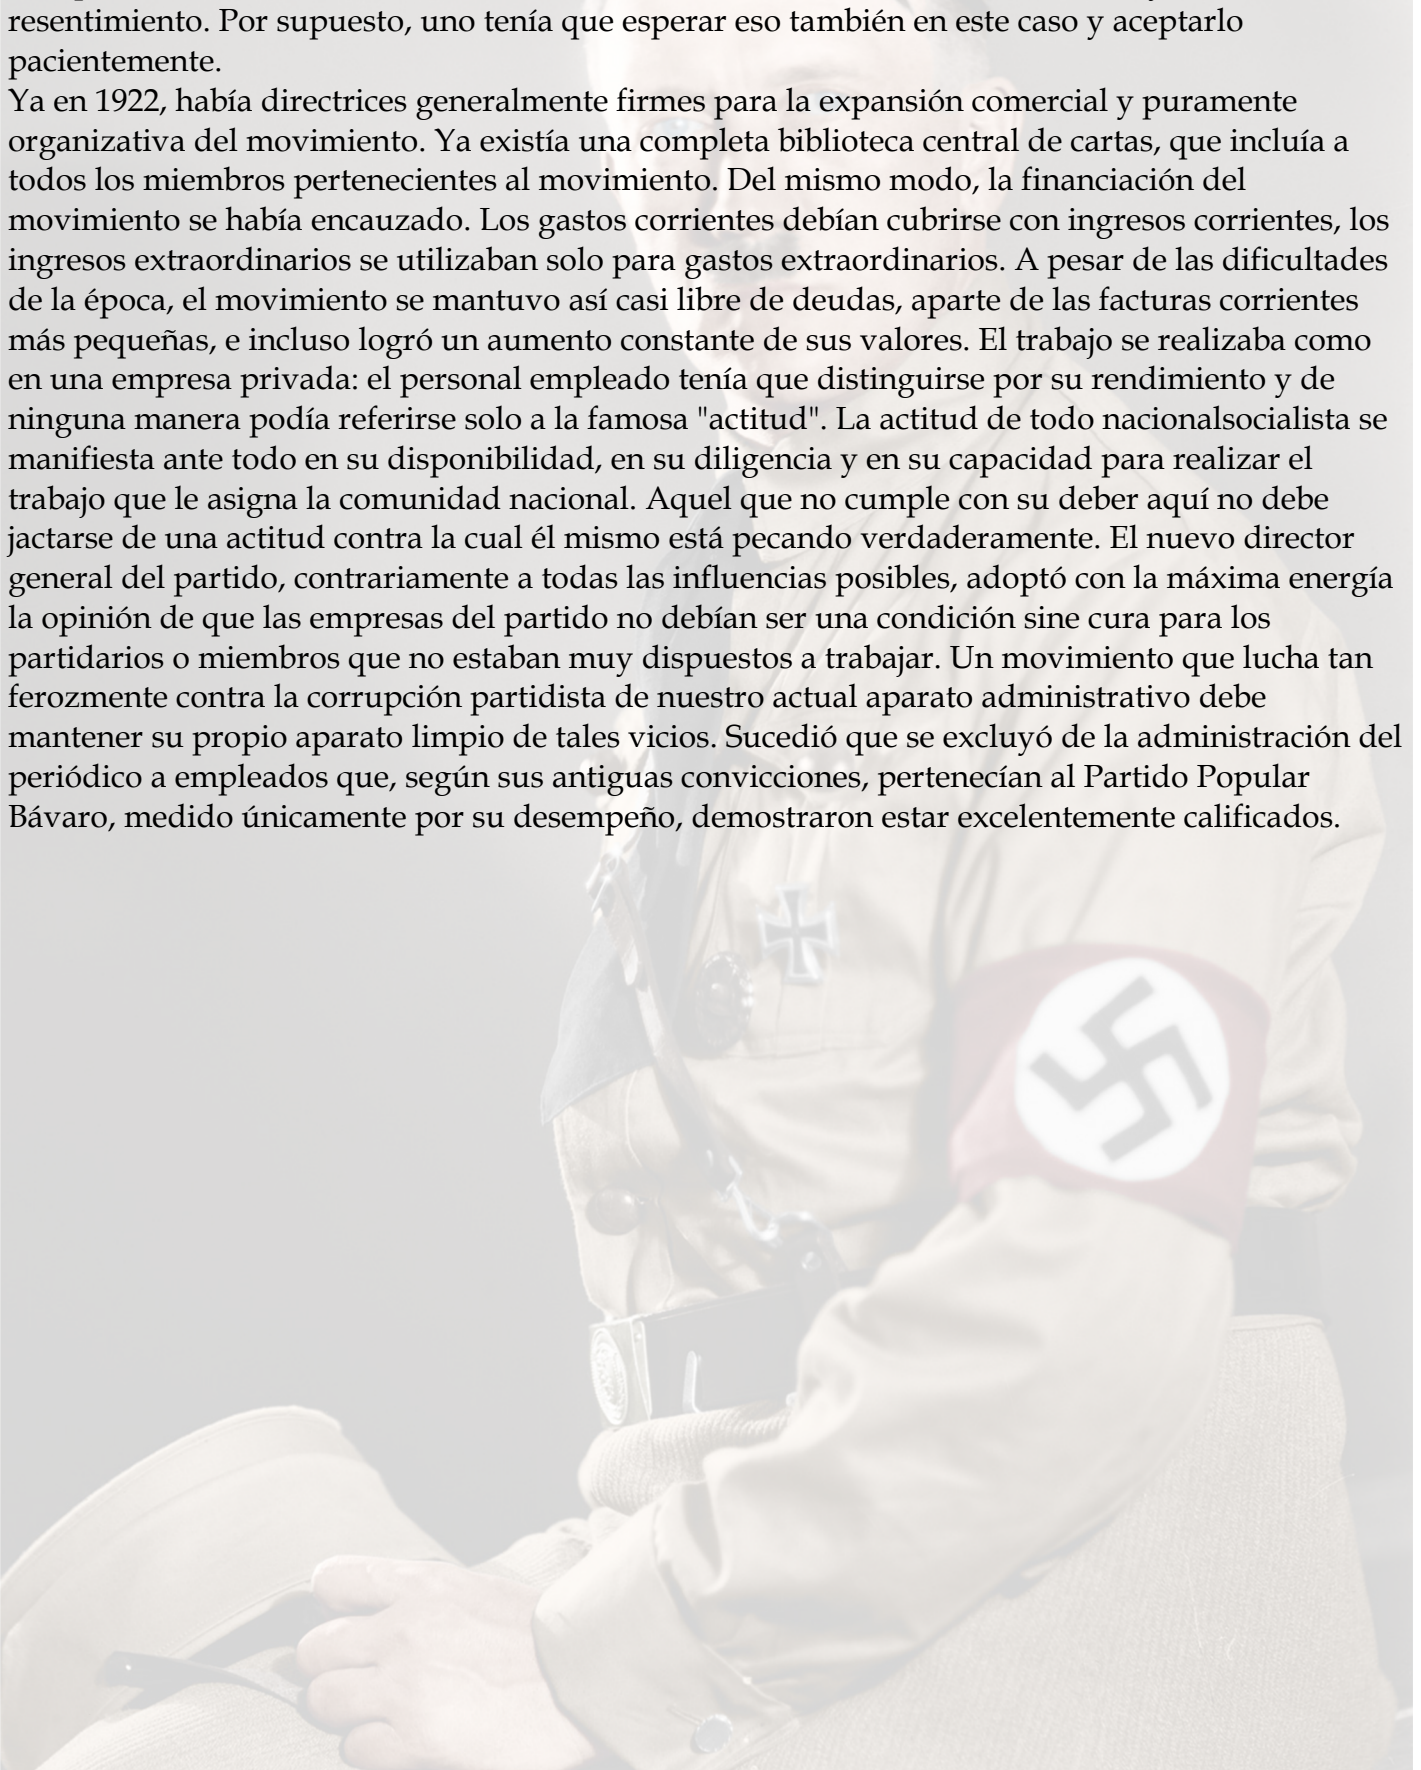 resentimiento. Por supuesto, uno tenía que esperar eso también en este caso y aceptarlo
pacientemente.
Ya en 1922, había directrices generalmente firmes para la expansión comercial y puramente
organizativa del movimiento. Ya existía una completa biblioteca central de cartas, que incluía a
todos los miembros pertenecientes al movimiento. Del mismo modo, la financiación del
movimiento se había encauzado. Los gastos corrientes debían cubrirse con ingresos corrientes, los
ingresos extraordinarios se utilizaban solo para gastos extraordinarios. A pesar de las dificultades
de la época, el movimiento se mantuvo así casi libre de deudas, aparte de las facturas corrientes
más pequeñas, e incluso logró un aumento constante de sus valores. El trabajo se realizaba como
en una empresa privada: el personal empleado tenía que distinguirse por su rendimiento y de
ninguna manera podía referirse solo a la famosa "actitud". La actitud de todo nacionalsocialista se
manifiesta ante todo en su disponibilidad, en su diligencia y en su capacidad para realizar el
trabajo que le asigna la comunidad nacional. Aquel que no cumple con su deber aquí no debe
jactarse de una actitud contra la cual él mismo está pecando verdaderamente. El nuevo director
general del partido, contrariamente a todas las influencias posibles, adoptó con la máxima energía
la opinión de que las empresas del partido no debían ser una condición sine cura para los
partidarios o miembros que no estaban muy dispuestos a trabajar. Un movimiento que lucha tan
ferozmente contra la corrupción partidista de nuestro actual aparato administrativo debe
mantener su propio aparato limpio de tales vicios. Sucedió que se excluyó de la administración del
periódico a empleados que, según sus antiguas convicciones, pertenecían al Partido Popular
Bávaro, medido únicamente por su desempeño, demostraron estar excelentemente calificados.